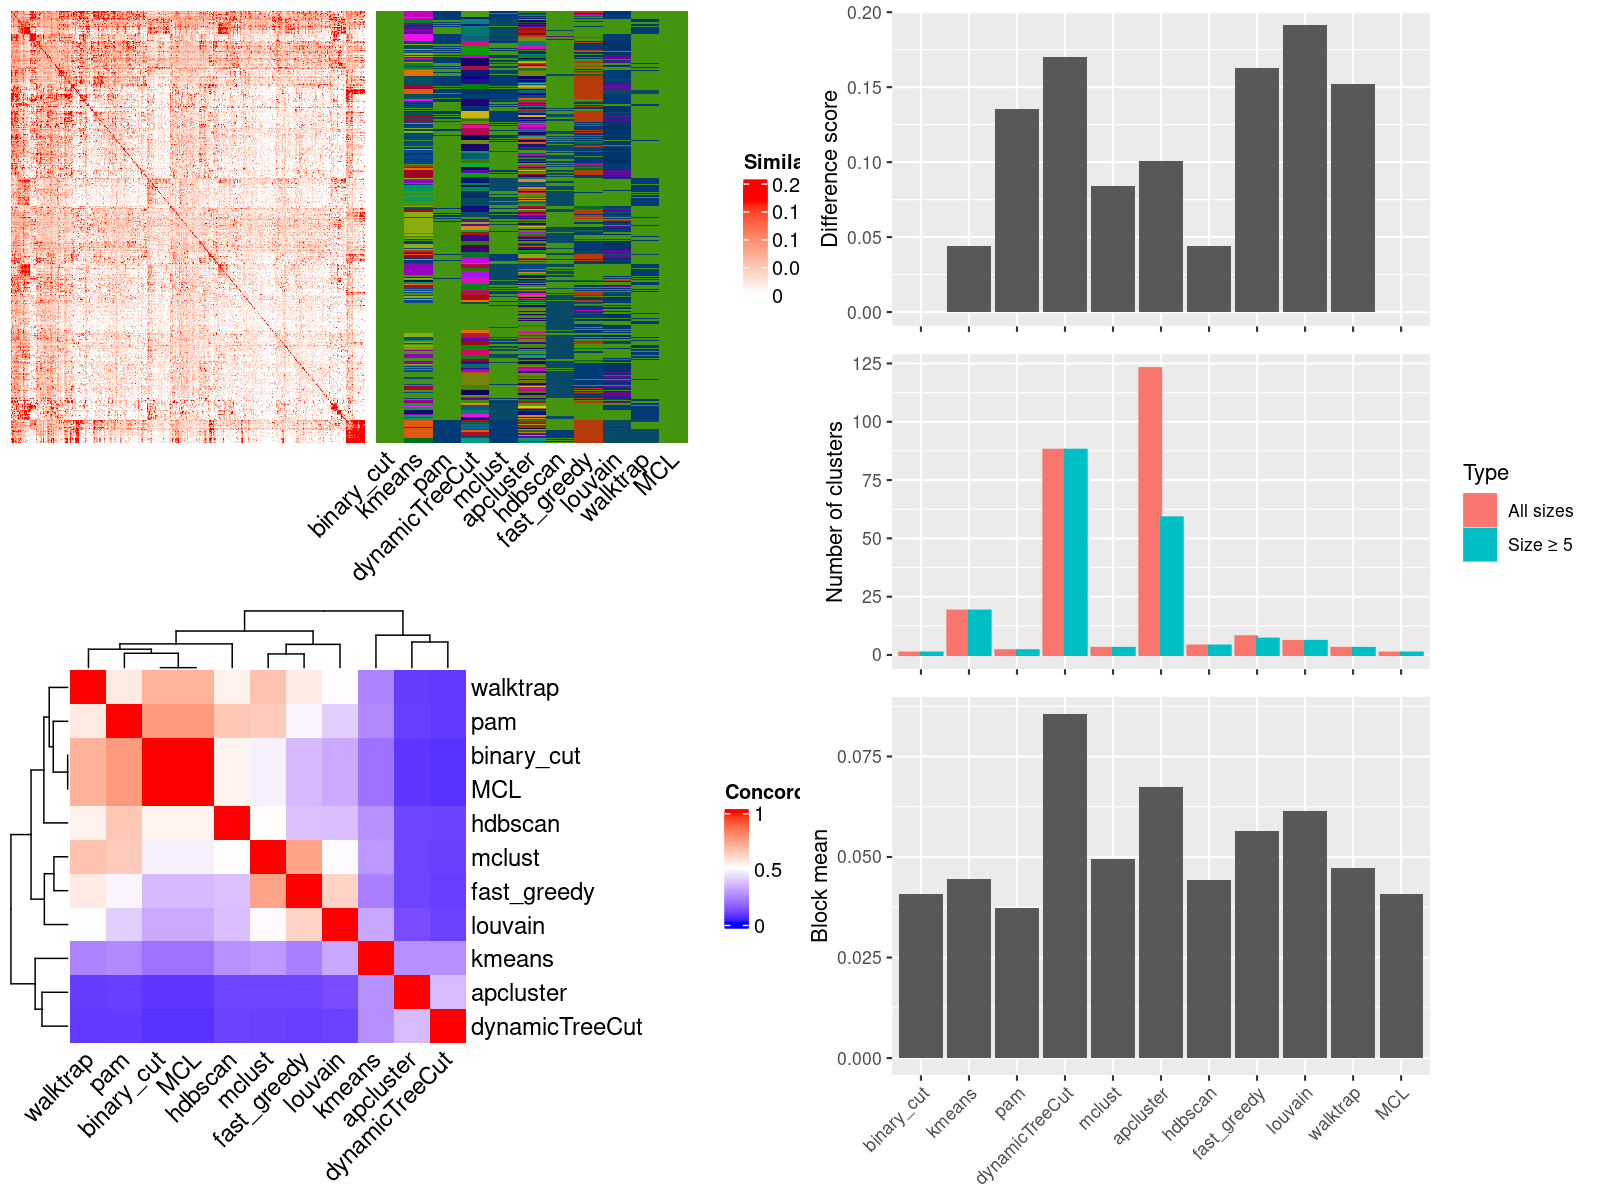 Simila
0.2
0.1
0.1
0.0
0
binary_cut
kmeans
pam
dynamicTreeCut
mclust
apcluster
hdbscan
fast_greedy
louvain
walktrap
MCL
walktrap
pam
binary_cut
MCL
hdbscan
mclust
fast_greedy
louvain
kmeans
apcluster
dynamicTreeCut
walktrap
pam
binary_cut
MCL
hdbscan
mclust
fast_greedy
louvain
kmeans
apcluster
dynamicTreeCut
Concord
1
0.5
0
Difference score
0.20
0.15
0.10
0.05
0.00
Number of clusters
125
100
75
50
25
0
Type
All sizes
Size ≥ 5
Block mean
0.075
0.050
0.025
0.000
binary_cut
kmeans
pam
dynamicTreeCut
mclust
apcluster
hdbscan
fast_greedy
louvain
walktrap
MCL